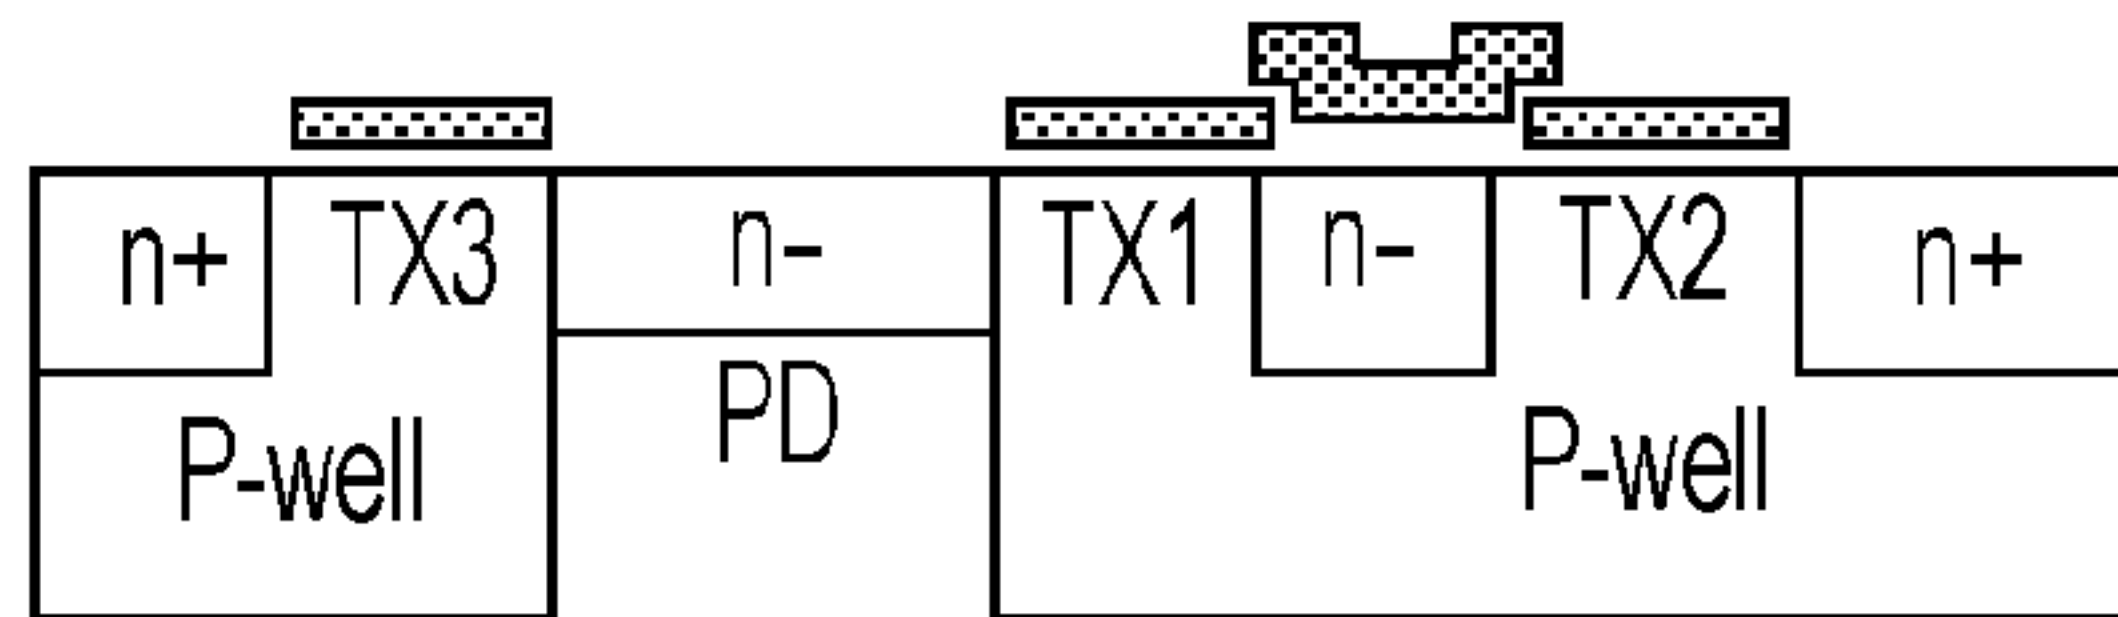 n+ TX3 n- TX1 n- TX2 n+
PD
P-well P-well